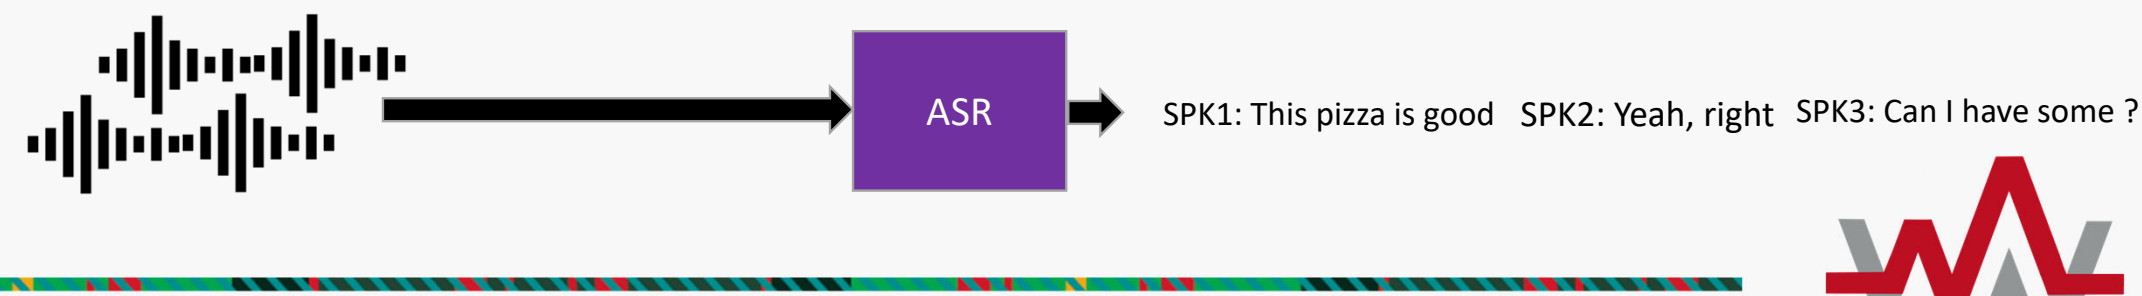 ASR
SPK1: This pizza is good
SPK2: Yeah, right
SPK3: Can I have some ?